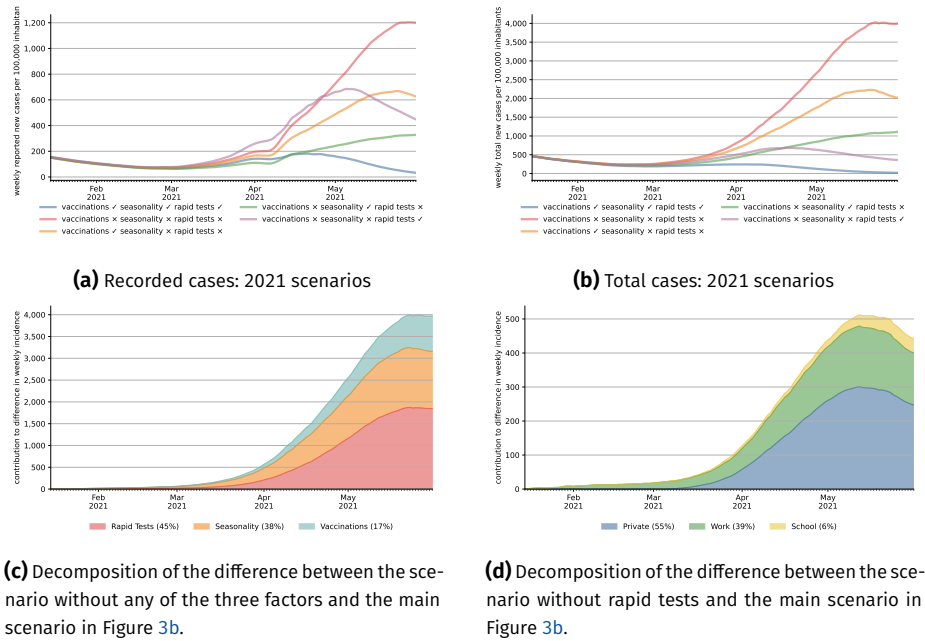 weekly reported new cases per 100,000 inhabitan
1,200
1,000
800
600
400
200
0
Feb
2021
Mar
2021
Apr
2021
May
2021
vaccinations ✓ seasonality ✓ rapid tests ✓
vaccinations × seasonality × rapid tests ×
vaccinations ✓ seasonality × rapid tests ×
vaccinations × seasonality ✓ rapid tests ×
vaccinations × seasonality × rapid tests ✓
(a) Recorded cases: 2021 scenarios
weekly total new cases per 100,000 inhabitants
4,000
3,500
3,000
2,500
2,000
1,500
1,000
500
0
Feb
2021
Mar
2021
Apr
2021
May
2021
vaccinations ✓ seasonality ✓ rapid tests ✓
vaccinations × seasonality × rapid tests ×
vaccinations ✓ seasonality × rapid tests ×
vaccinations × seasonality ✓ rapid tests ×
vaccinations × seasonality × rapid tests ✓
(b) Total cases: 2021 scenarios
contribution to difference in weekly incidence
4,000
3,500
3,000
2,500
2,000
1,500
1,000
500
0
Feb
2021
Mar
2021
Apr
2021
May
2021
Rapid Tests (45%)
Seasonality (38%)
Vaccinations (17%)
(c) Decomposition of the difference between the sce-
nario without any of the three factors and the main
scenario in Figure 3b.
contribution to difference in weekly incidence
500
400
300
200
100
0
Feb
2021
Mar
2021
Apr
2021
May
2021
Private (55%)
Work (39%)
School (6%)
(d) Decomposition of the difference between the sce-
nario without rapid tests and the main scenario in
Figure 3b.